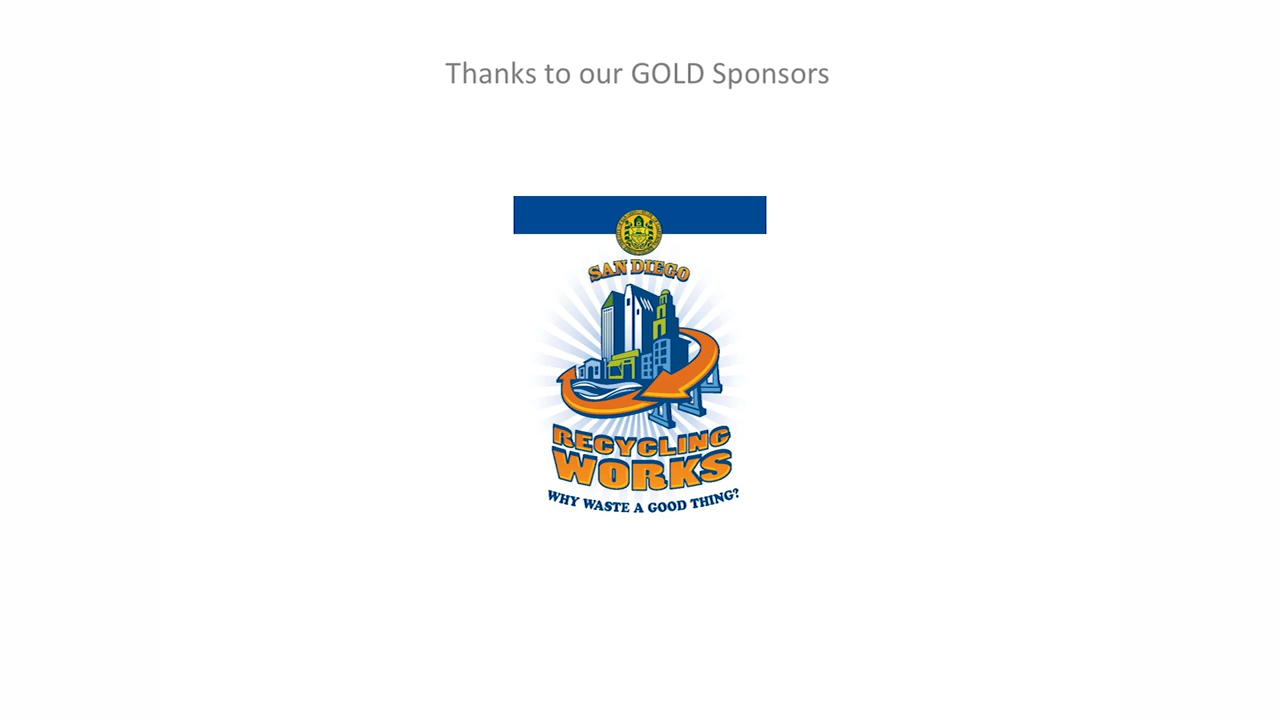 Thanks to our GOLD Sponsors
SAN DIEGO
RECYCLING
WORKS
WHY WASTE A GOOD THING?